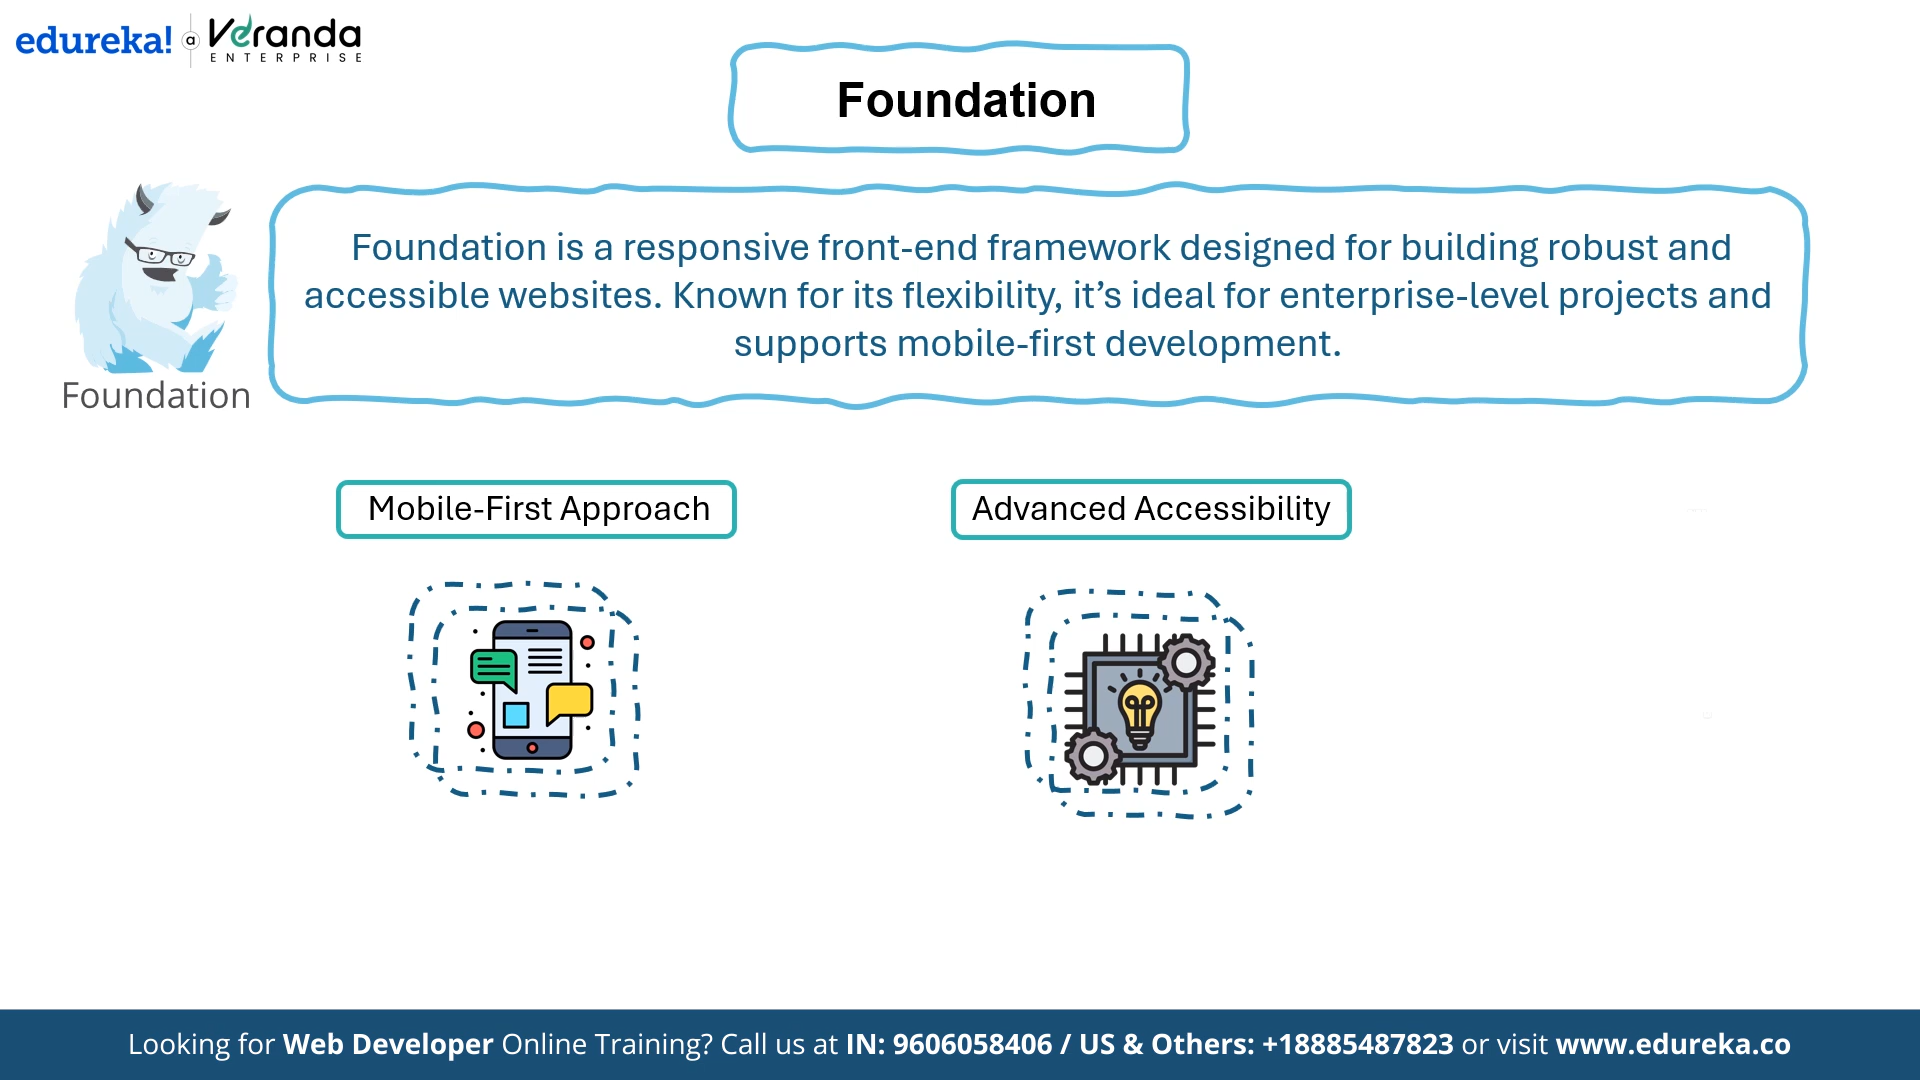 edureka! a Veranda
ENTERPRISE
Foundation
Foundation is a responsive front-end framework designed for building robust and
accessible websites. Known for its flexibility, it’s ideal for enterprise-level projects and
supports mobile-first development.
Foundation
Mobile-First Approach
Advanced Accessibility
Looking for Web Developer Online Training? Call us at IN: 9606058406 / US & Others: +18885487823 or visit www.edureka.co